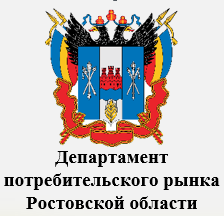 Департамент
потребительского рынка
Ростовской области